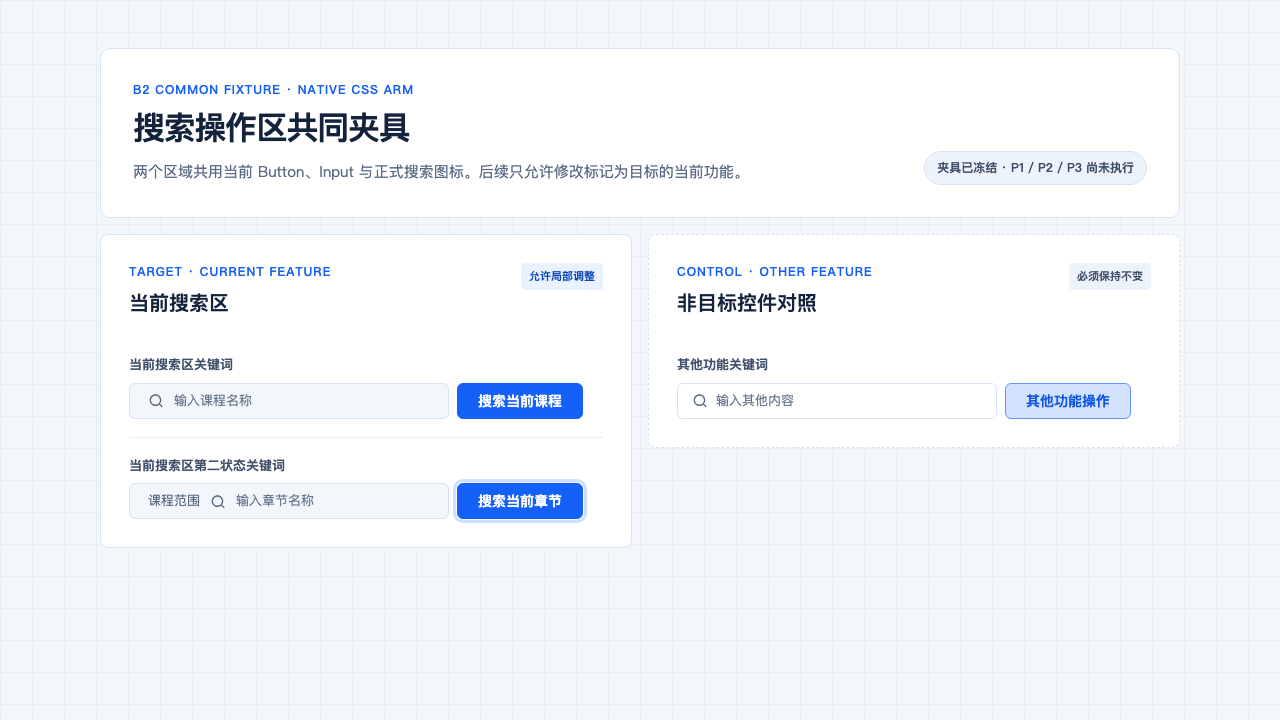 B2 COMMON FIXTURE · NATIVE CSS ARM
搜索操作区共同夹具
两个区域共用当前 Button、Input 与正式搜索图标。后续只允许修改标记为目标的当前功能。
夹具已冻结 · P1 / P2 / P3 尚未执行
TARGET · CURRENT FEATURE
允许局部调整
当前搜索区
当前搜索区关键词
输入课程名称
搜索当前课程
当前搜索区第二状态关键词
课程范围 输入章节名称
搜索当前章节
CONTROL · OTHER FEATURE
必须保持不变
非目标控件对照
其他功能关键词
输入其他内容
其他功能操作